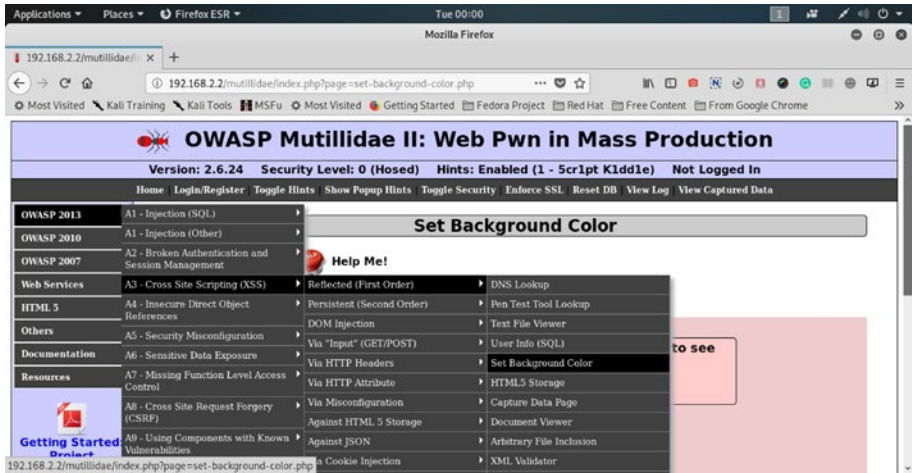 Applications Places Firefox ESR Tue 00:00 1
Mozilla Firefox
192.168.2.2/mutillidae/in × +
192.168.2.2/mutillidae/index.php?page=set-background-color.php
Most Visited Kali Training Kali Tools MSFu Most Visited Getting Started Fedora Project Red Hat Free Content From Google Chrome »
OWASP Mutillidae II: Web Pwn in Mass Production
Version: 2.6.24 Security Level: 0 (Hosed) Hints: Enabled (1 - 5cr1pt K1dd1e) Not Logged In
Home Login/Register Toggle Hints Show Popup Hints Toggle Security Enforce SSL Reset DB View Log View Captured Data
OWASP 2013
OWASP 2010
OWASP 2007
Web Services
HTML 5
Others
Documentation
Resources
Getting Started:
Project
A1 - Injection (SQL)
A1 - Injection (Other)
A2 - Broken Authentication and
Session Management
A3 - Cross Site Scripting (XSS)
A4 - Insecure Direct Object
References
A5 - Security Misconfiguration
A6 - Sensitive Data Exposure
A7 - Missing Function Level Access
Control
A8 - Cross Site Request Forgery
(CSRF)
A9 - Using Components with Known
Vulnerabilities
Set Background Color
Help Me!
Reflected (First Order)
Persistent (Second Order)
DOM Injection
Via "Input" (GET/POST)
Via HTTP Headers
Via HTTP Attribute
Via Misconfiguration
Against HTML 5 Storage
Against JSON
a Cookie Injection
DNS Lookup
Pen Test Tool Lookup
Text File Viewer
User Info (SQL)
Set Background Color
HTML5 Storage
Capture Data Page
Document Viewer
Arbitrary File Inclusion
XML Validator
to see
192.168.2.2/mutillidae/index.php?page=set-background-color.php